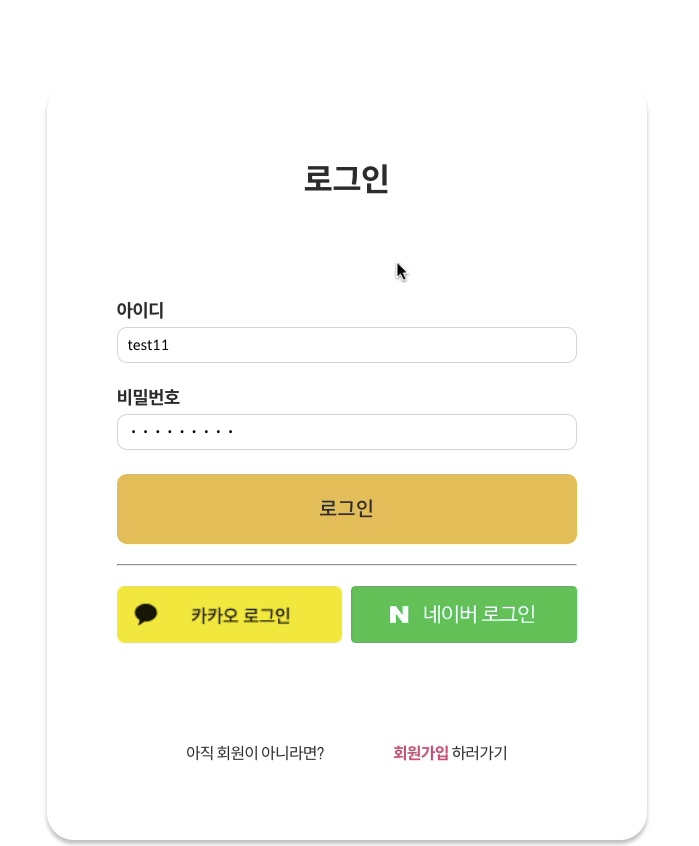 로그인
아이디
test11
비밀번호
•••••••••
로그인
카카오 로그인
N 네이버 로그인
아직 회원이 아니라면? 회원가입 하러가기